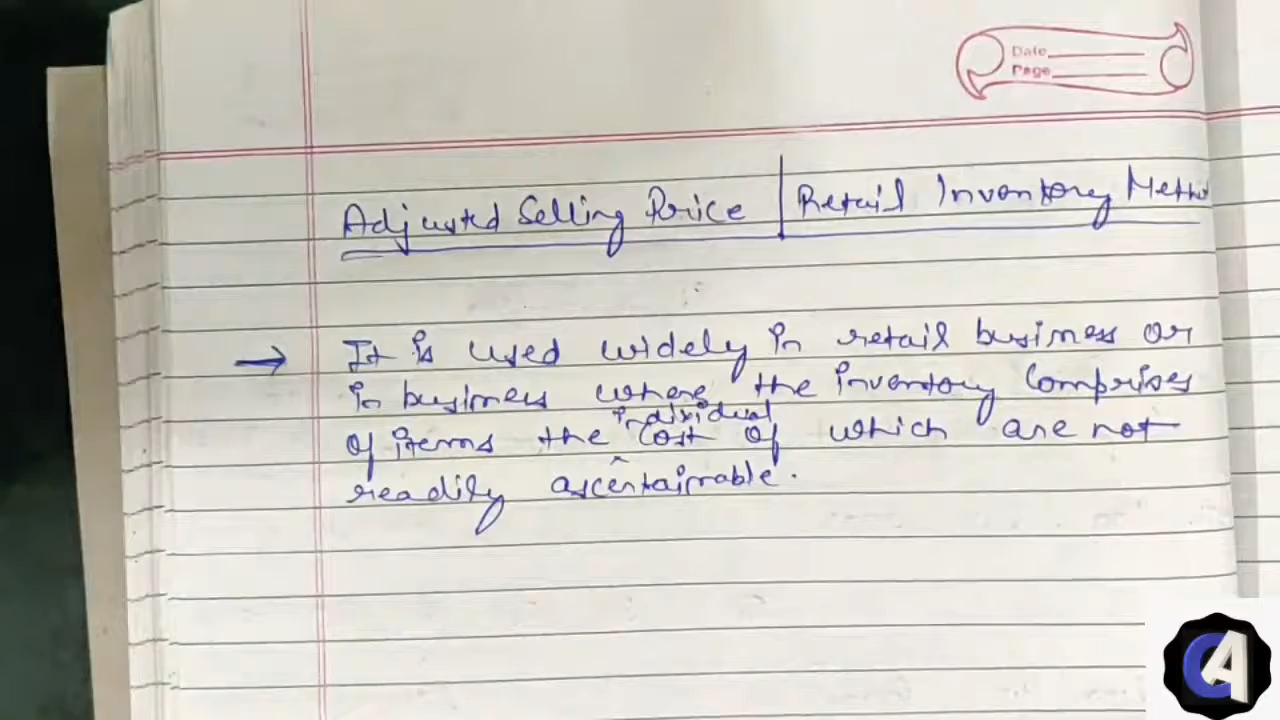 Date
Page
Adjusted Selling Price | Retail Inventory Metho
→ It is used widely in retail business or
in business where the inventory comprises
of items the individual cost of which are not
readily ascertainable.
CA